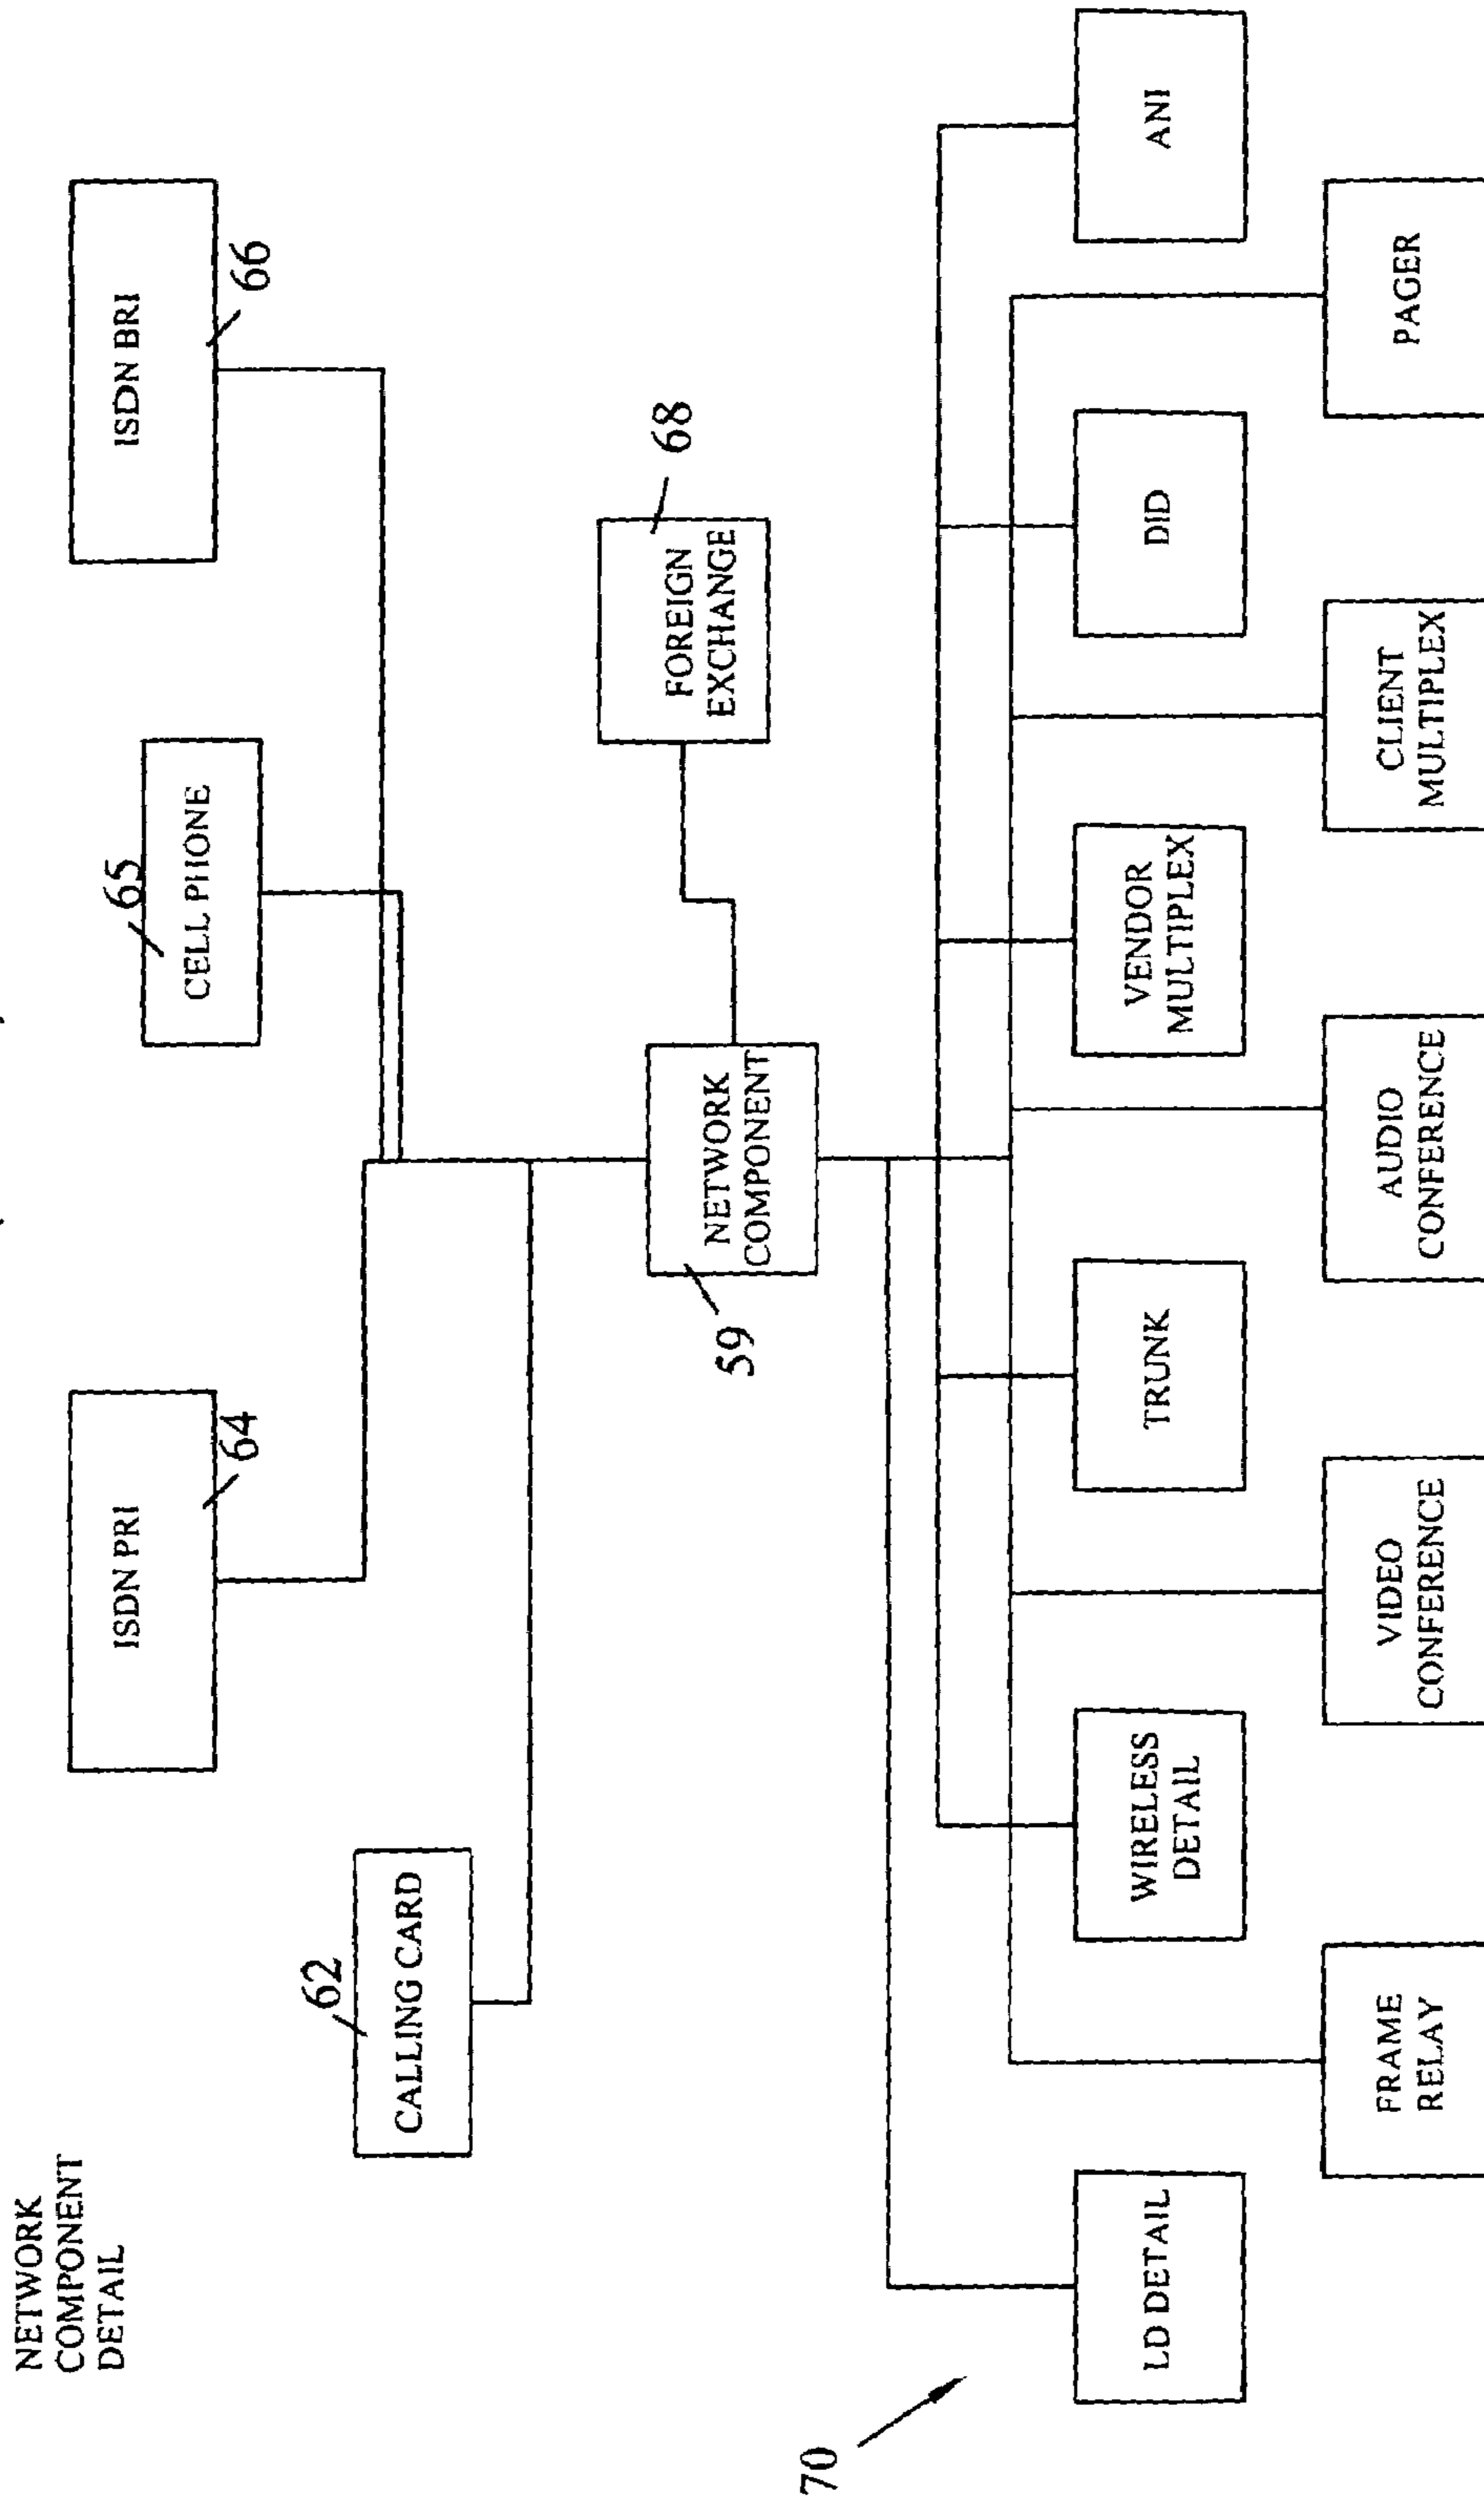 NETWORK
COMPONENT
DETAIL
ISDN PRI
64
ISDN BRI
66
65
CELL PHONE
62
CALLING CARD
FOREIGN
EXCHANGE
68
NETWORK
COMPONENT
59
70
LD DETAIL
WIRELESS
DETAIL
TRUNK
VENDOR
MULTIPLEX
DID
ANI
FRAME
RELAY
VIDEO
CONFERENCE
AUDIO
CONFERENCE
CLIENT
MULTIPLEX
PAGER